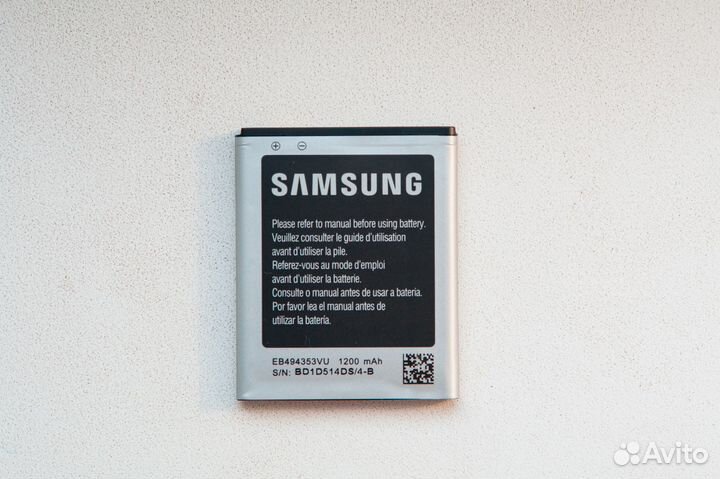 + −
SAMSUNG
Please refer to manual before using battery.
Veuillez consulter le guide d'utilisation
avant d'utiliser la pile.
Referez-vous au mode d'emploi
avant d'utiliser la batterie.
Consulte o manual antes de usar a bateria.
Por favor lea el manual antes de
utilizar la batería.
EB494353VU 1200 mAh
S/N: BD1D514DS/4-B
Avito